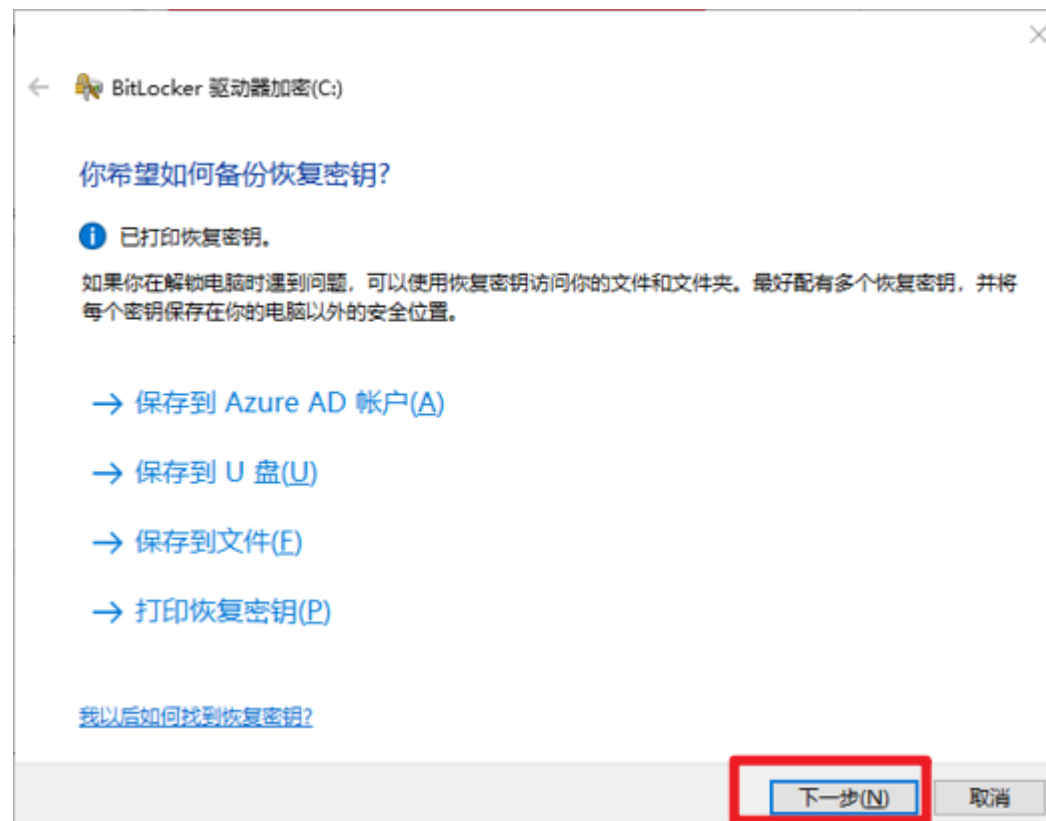 BitLocker 驱动器加密(C:)
你希望如何备份恢复密钥?
已打印恢复密钥。
如果你在解锁电脑时遇到问题，可以使用恢复密钥访问你的文件和文件夹。最好配有多个恢复密钥，并将
每个密钥保存在你的电脑以外的安全位置。
→ 保存到 Azure AD 帐户(A)
→ 保存到 U 盘(U)
→ 保存到文件(F)
→ 打印恢复密钥(P)
我以后如何找到恢复密钥?
下一步(N) 取消